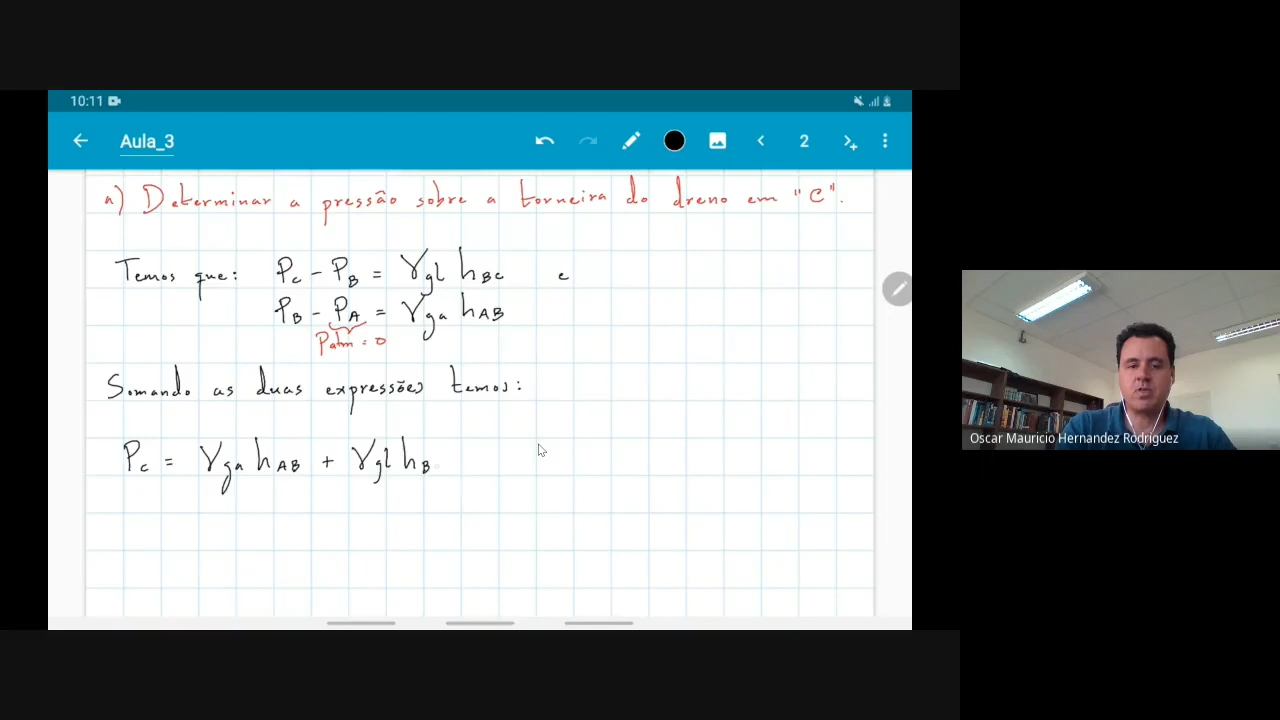 10:11
Aula_3
2
a) Determinar a pressão sobre a torneira do dreno em "C".
Temos que: Pc - PB = γgl hBC e
PB - PA = γga hAB
Patm = 0
Somando as duas expressões temos:
Pc = γga hAB + γgl hB
Oscar Mauricio Hernandez Rodriguez